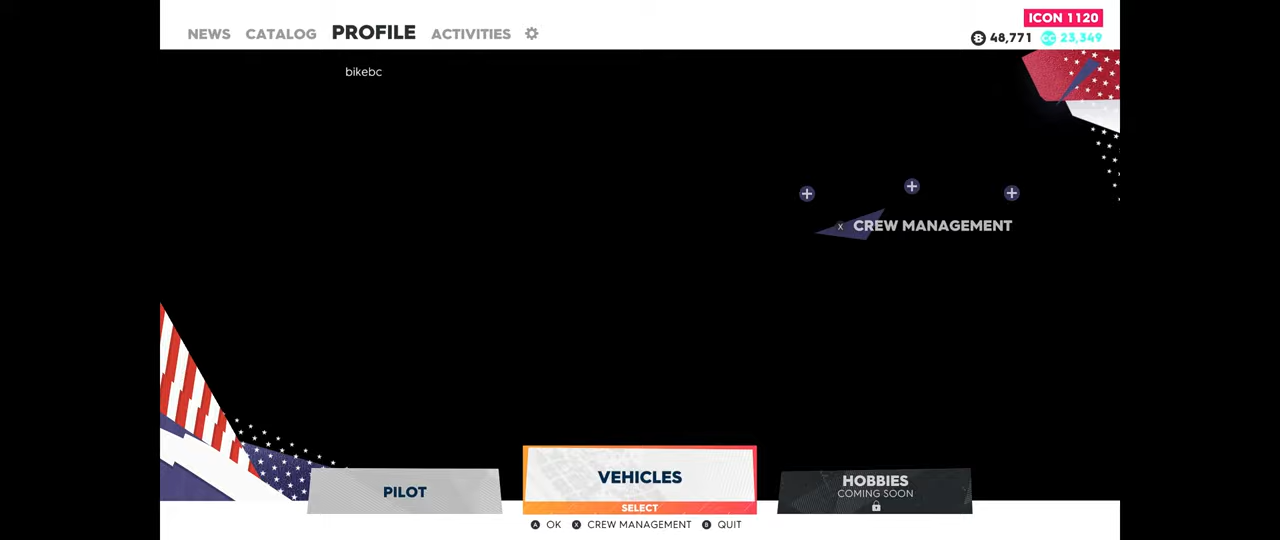 ICON 1120
NEWS CATALOG PROFILE ACTIVITIES
B 48,771 CC 23,349
bikebc
X CREW MANAGEMENT
VEHICLES
PILOT
HOBBIES
COMING SOON
SELECT
A OK X CREW MANAGEMENT B QUIT